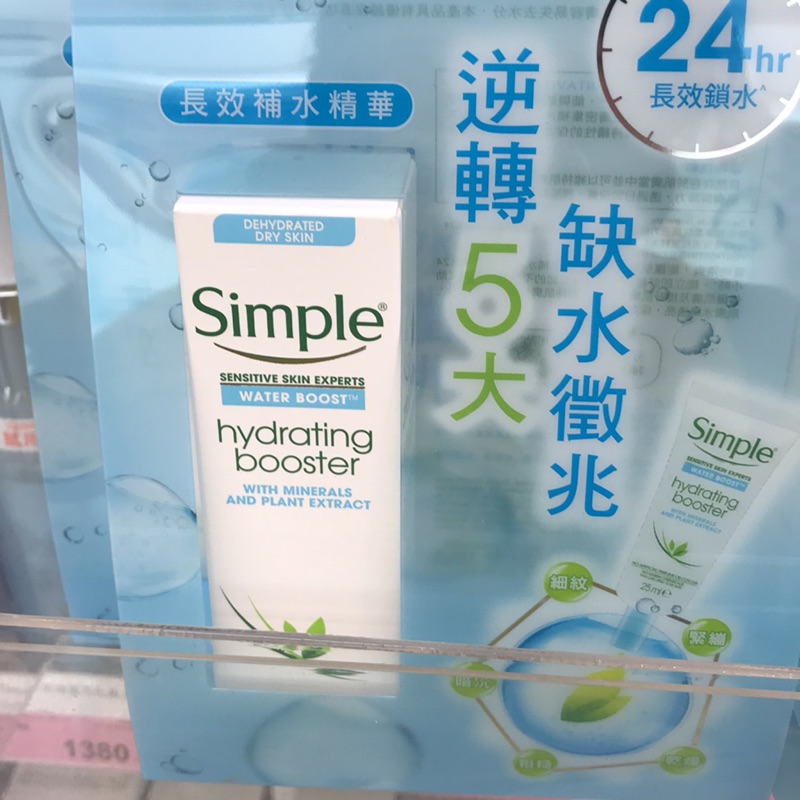 24hr
長效鎖水^
長效補水精華
逆轉5大
缺水徵兆
DEHYDRATED
DRY SKIN
Simple®
SENSITIVE SKIN EXPERTS
WATER BOOST™
hydrating
booster
WITH MINERALS
AND PLANT EXTRACT
Simple®
SENSITIVE SKIN EXPERTS
WATER BOOST™
hydrating
booster
WITH MINERALS
AND PLANT EXTRACT
25 ml e
細紋
緊繃
暗沉
粗糙
乾燥
1380